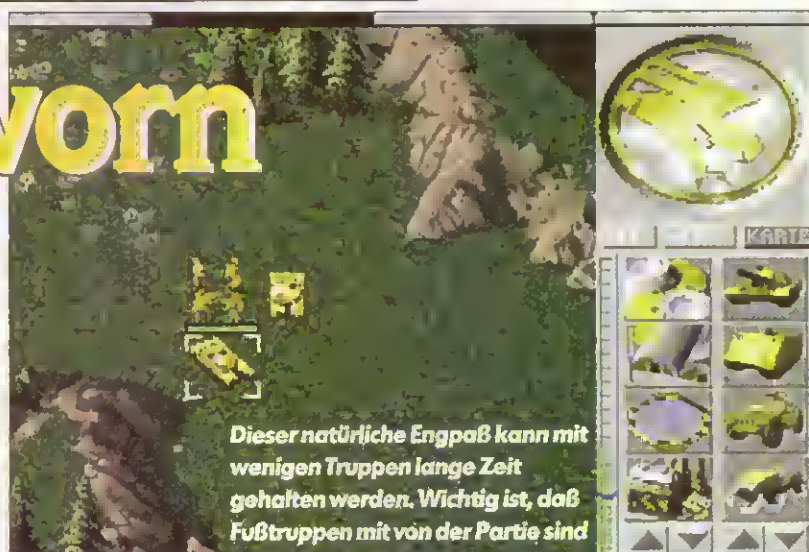 vorn
KARTE
Dieser natürliche Engpaß kann mit
wenigen Truppen lange Zeit
gehalten werden. Wichtig ist, daß
Fußtruppen mit von der Partie sind